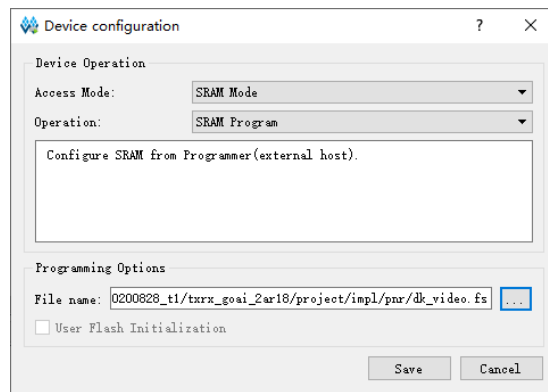 Device configuration
Device Operation
Access Mode: SRAM Mode
Operation: SRAM Program
Configure SRAM from Programmer(external host).
Programming Options
File name: 0200828_t1/txrx_goai_2ar18/project/impl/pnr/dk_video.fs ...
User Flash Initialization
Save Cancel